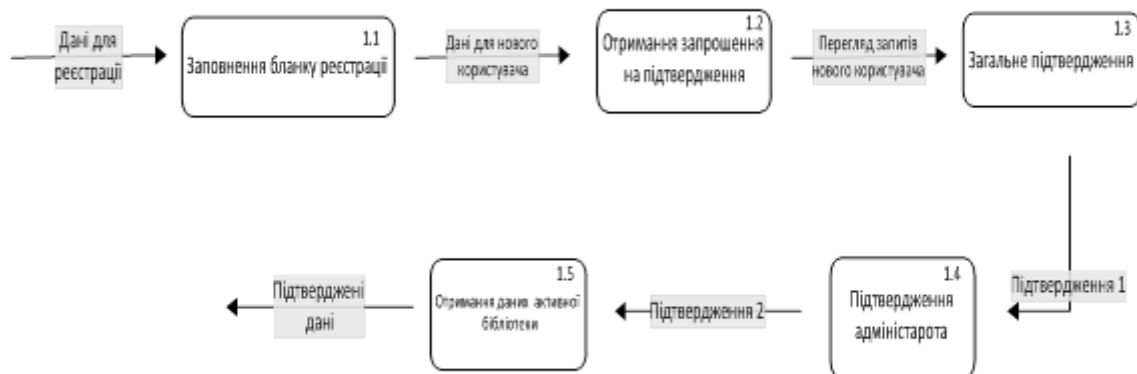 Дані для
реєстрації
1.1
Заповнення бланку реєстрації
Дані для нового
користувача
1.2
Отримання запрошення
на підтвердження
Перегляд запитів
нового користувача
1.3
Загальне підтвердження
Підтвердження 1
1.4
Підтвердження
адміністарота
Підтвердження 2
1.5
Отримання даних активної
бібліотеки
Підтверджені
дані